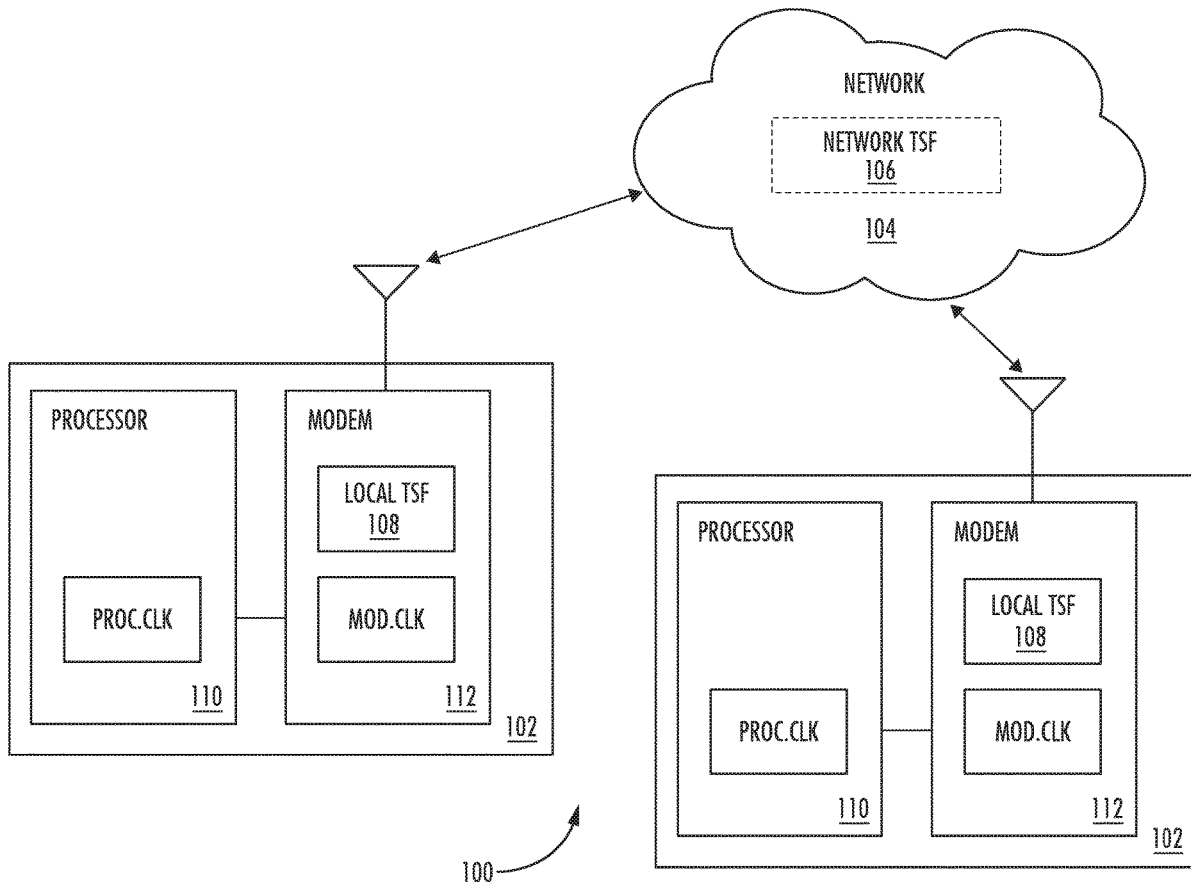 NETWORK
NETWORK TSF
106
104
PROCESSOR
MODEM
LOCAL TSF
108
PROC.CLK
MOD.CLK
110
112
102
PROCESSOR
MODEM
LOCAL TSF
108
PROC.CLK
MOD.CLK
110
112
102
100